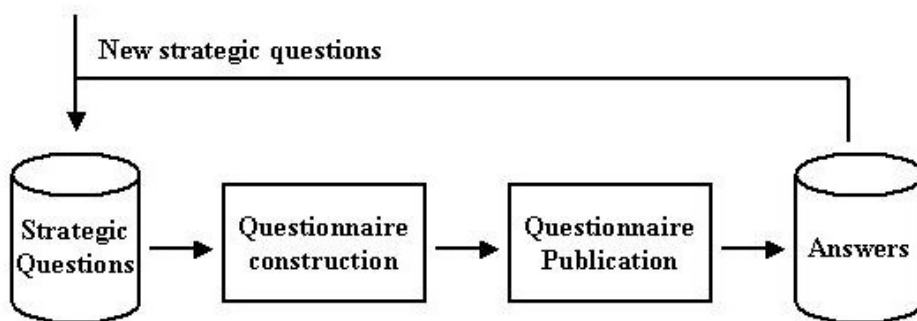 New strategic questions
Strategic
Questions
Questionnaire
construction
Questionnaire
Publication
Answers